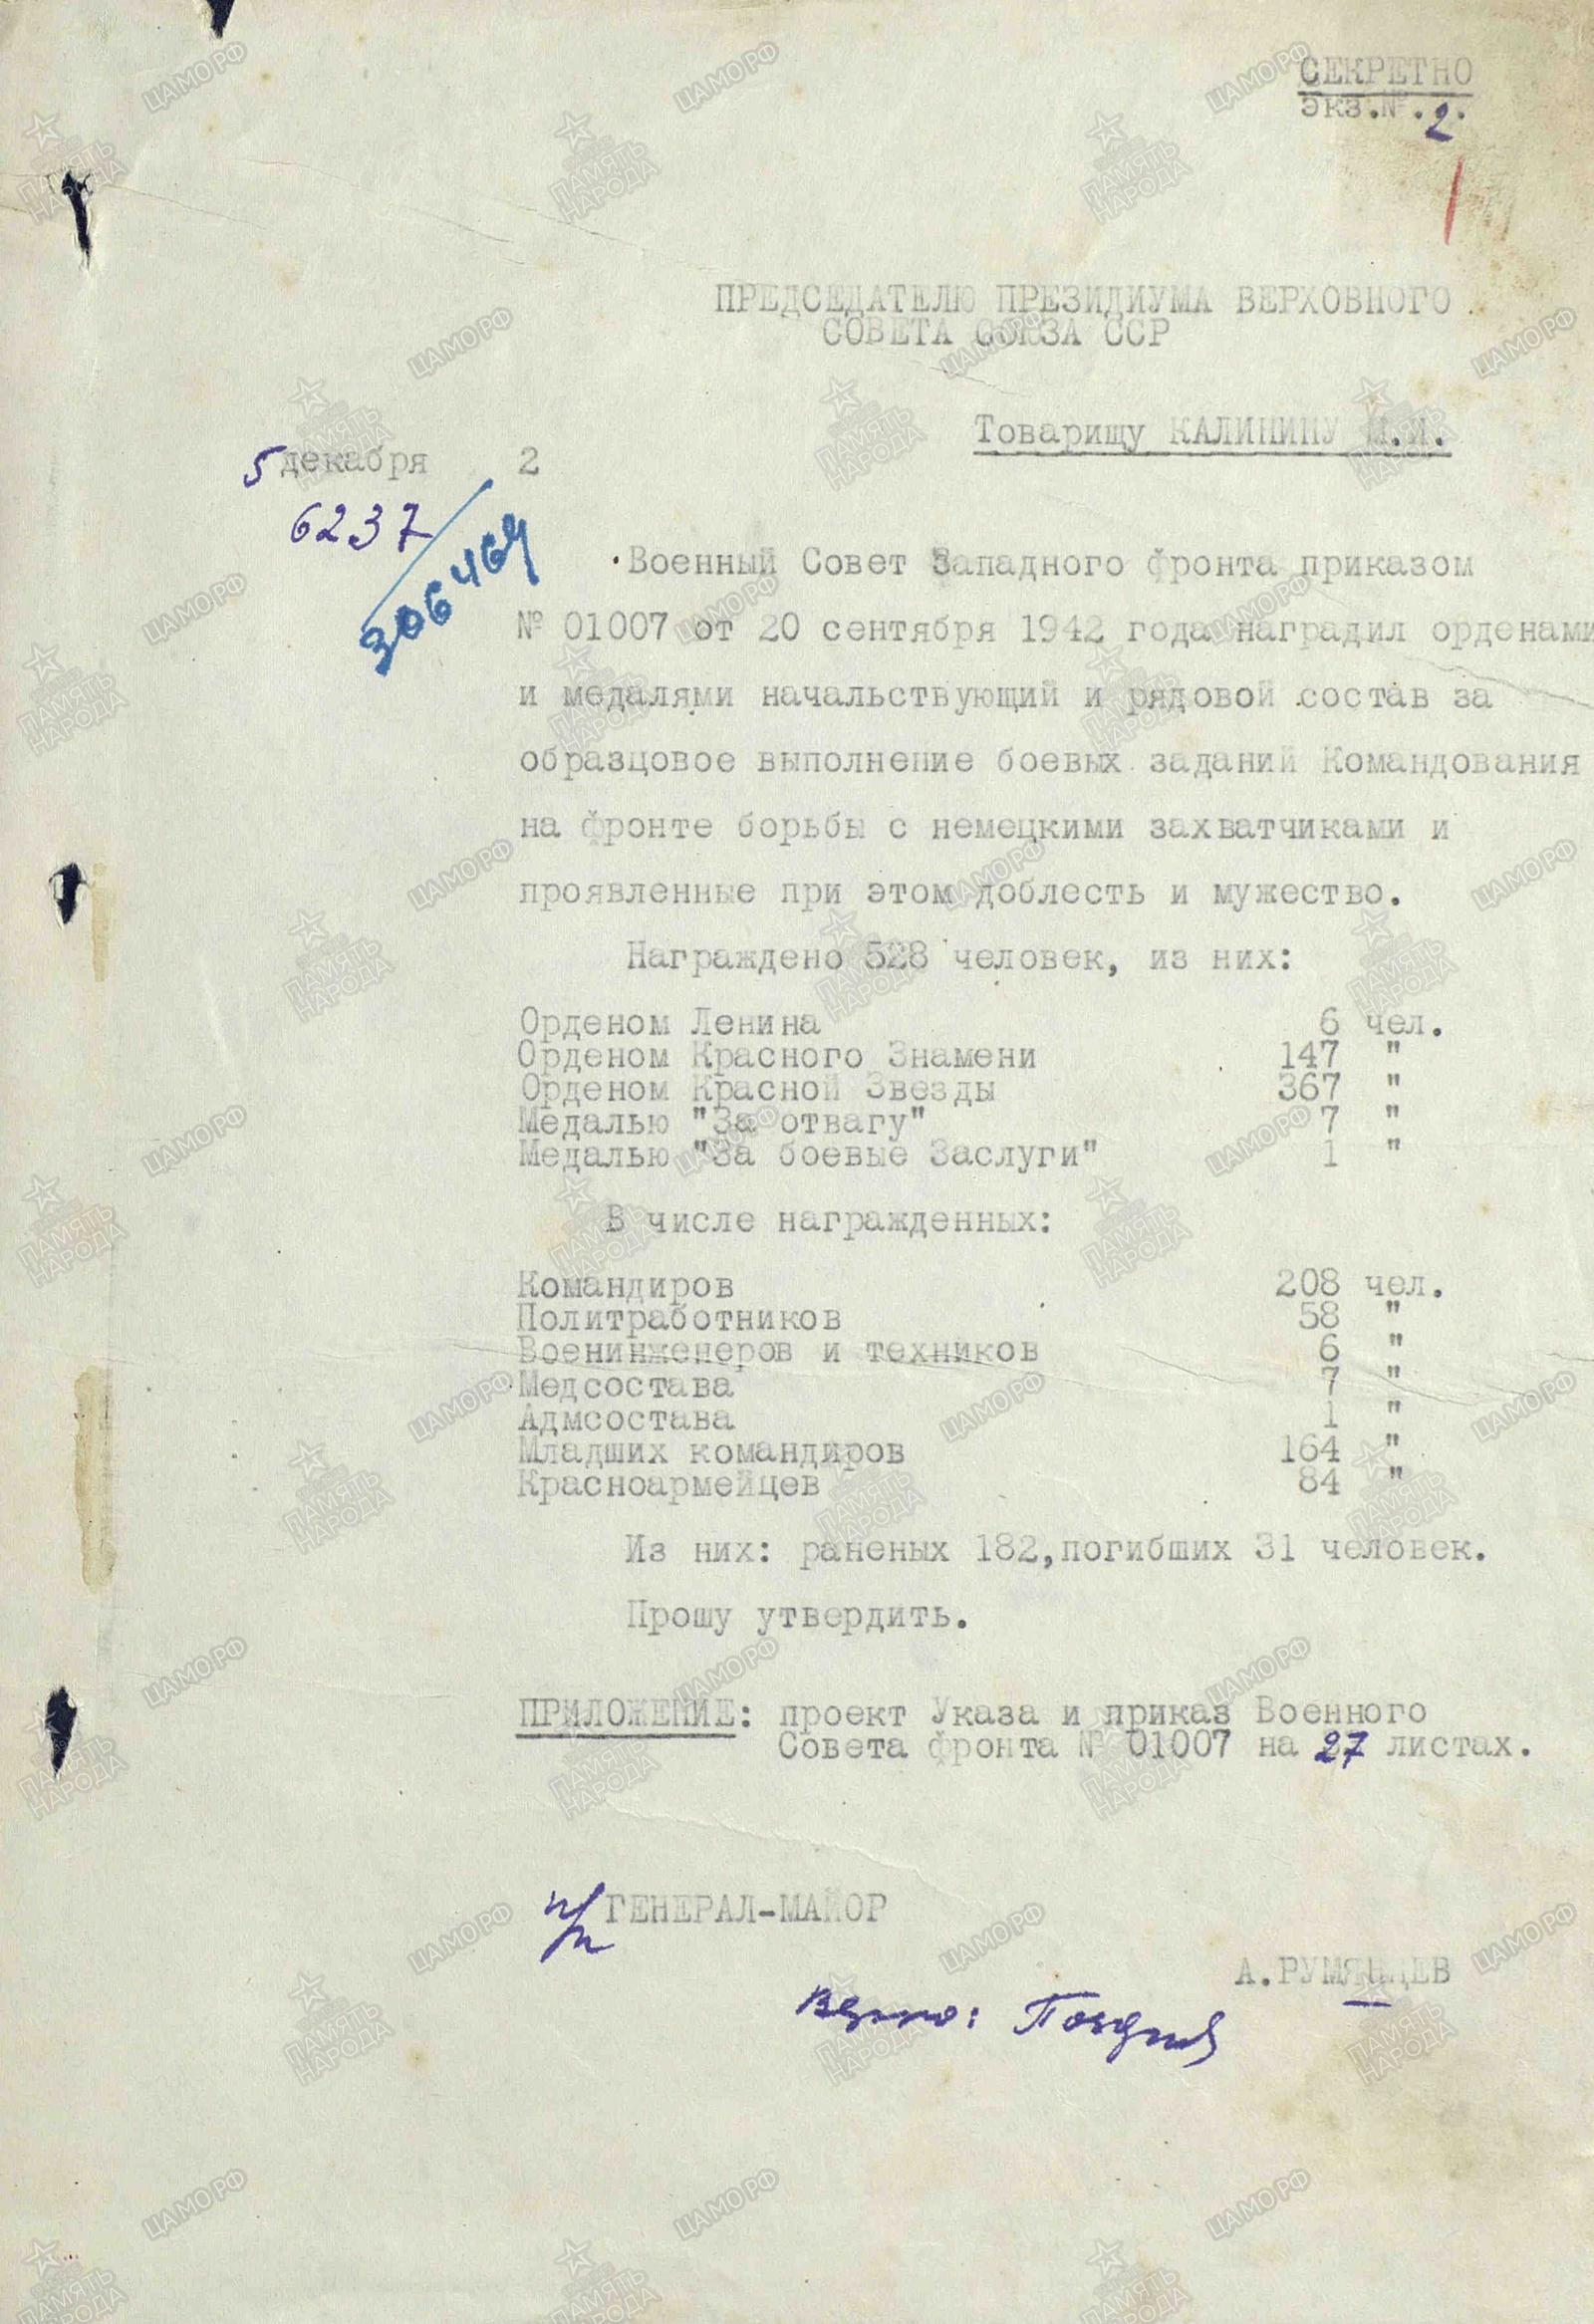 СЕКРЕТНО
экз.№.2.
ПРЕДСЕДАТЕЛЮ ПРЕЗИДИУМА ВЕРХОВНОГО
СОВЕТА СОЮЗА ССР
Товарищу КАЛИНИНУ М.И.
5 декабря 2
6237
306469
Военный Совет Западного фронта приказом
№ 01007 от 20 сентября 1942 года наградил орденами
и медалями начальствующий и рядовой состав за
образцовое выполнение боевых заданий Командования
на фронте борьбы с немецкими захватчиками и
проявленные при этом доблесть и мужество.
Награждено 528 человек, из них:
Орденом Ленина 6 чел.
Орденом Красного Знамени 147 "
Орденом Красной Звезды 367 "
Медалью "За отвагу" 7 "
Медалью "За боевые Заслуги" 1 "
В числе награжденных:
Командиров 208 чел.
Политработников 58 "
Военинженеров и техников 6 "
Медсостава 7 "
Адмсостава 1 "
Младших командиров 164 "
Красноармейцев 84 "
Из них: раненых 182,погибших 31 человек.
Прошу утвердить.
ПРИЛОЖЕНИЕ: проект Указа и приказ Военного
Совета фронта № 01007 на 27 листах.
п/п ГЕНЕРАЛ-МАЙОР
А.РУМЯНЦЕВ
Верно:
ПАМЯТЬ НАРОДА
ЦАМО.РФ